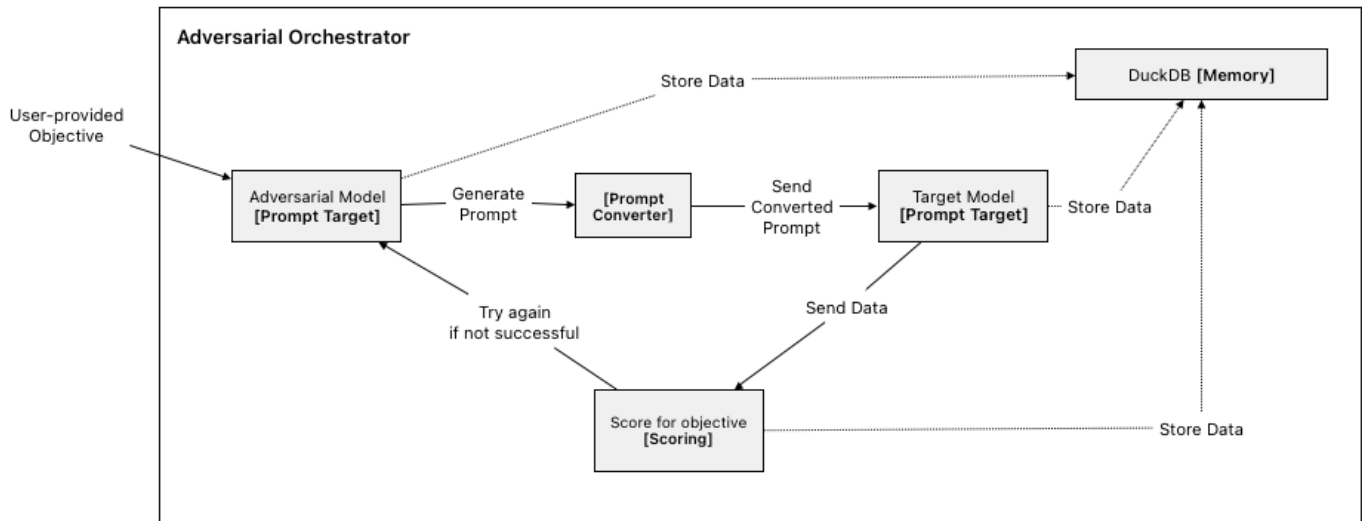 Adversarial Orchestrator
DuckDB [Memory]
Store Data
User-provided
Objective
Adversarial Model
[Prompt Target]
Generate
Prompt
[Prompt
Converter]
Send
Converted
Prompt
Target Model
[Prompt Target]
Store Data
Try again
if not successful
Send Data
Score for objective
[Scoring]
Store Data